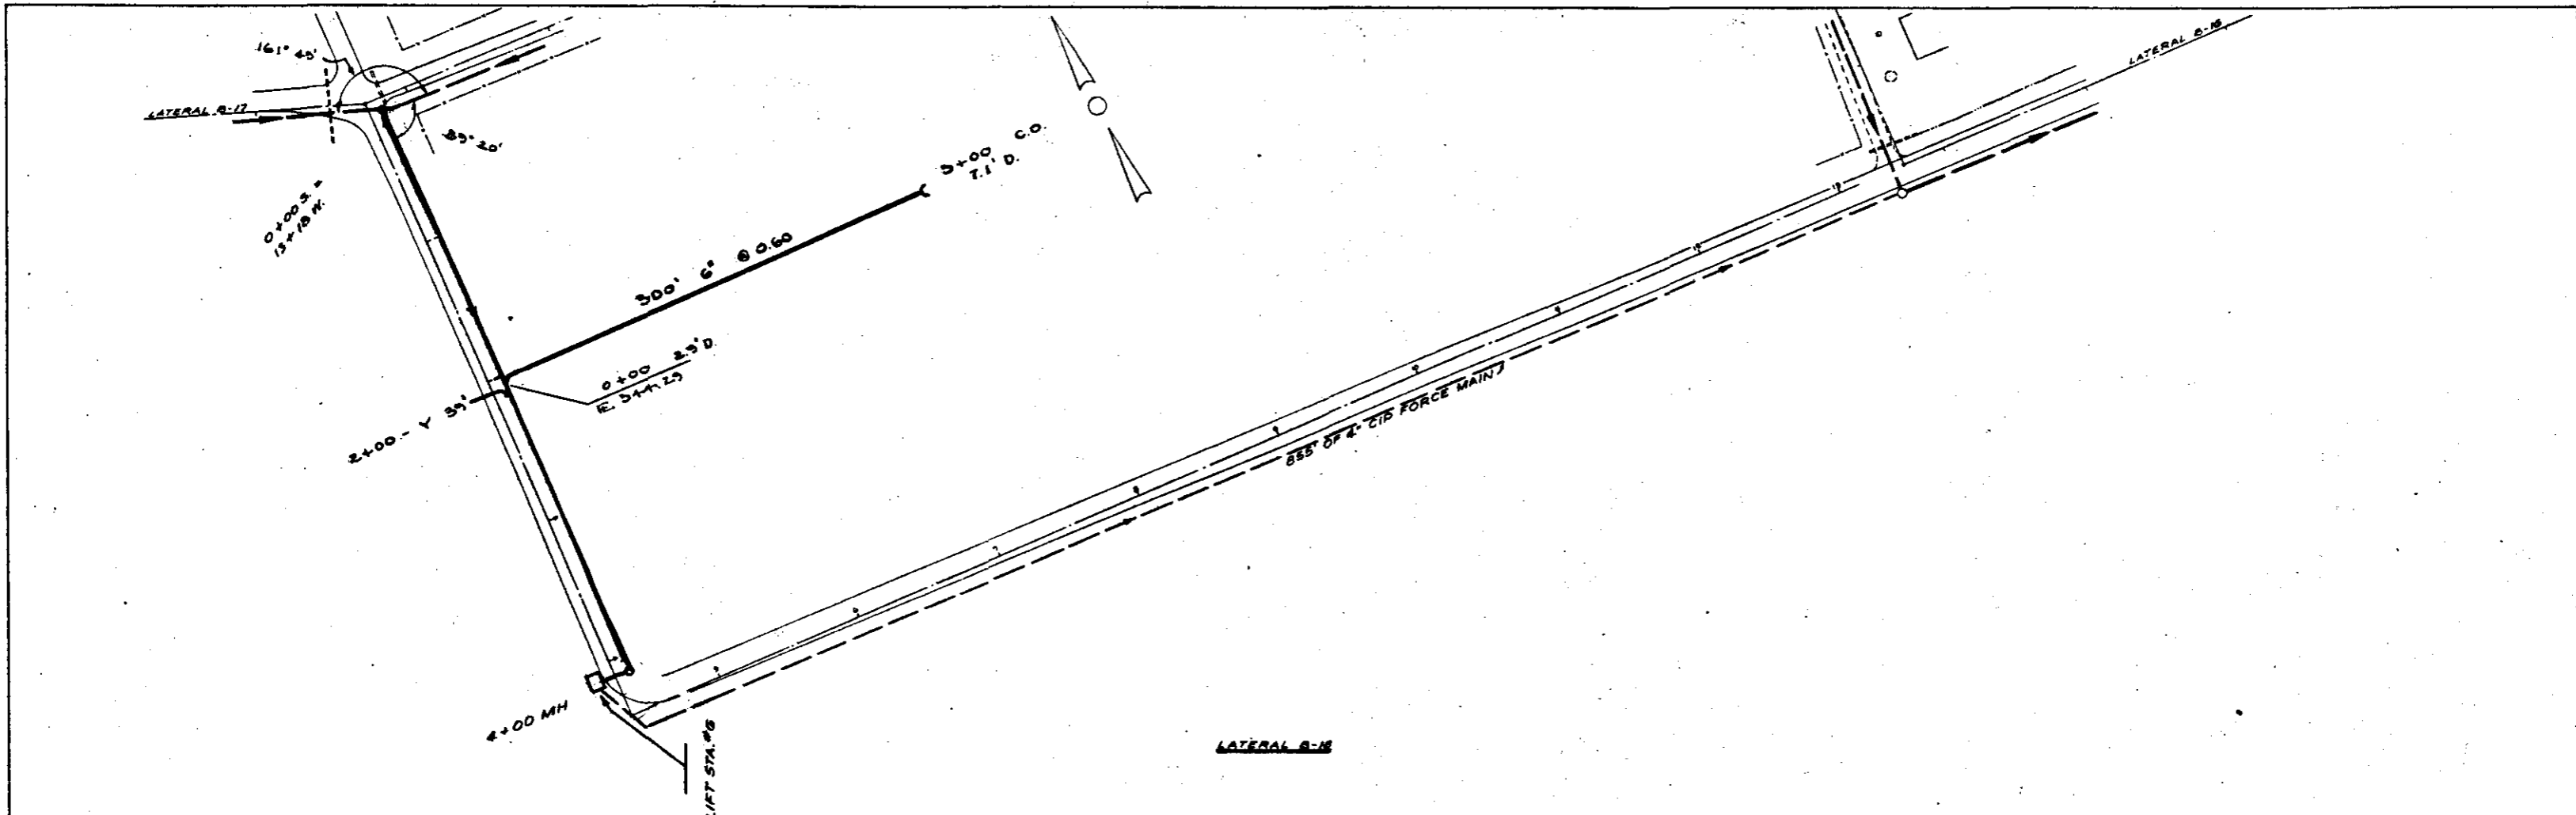 161° 45'
LATERAL B-17
89° 20'
0+00 S. =
13+18 W.
3+00 C.O.
7.1' D.
LATERAL B-16
300' 6" @ 0.60
0+00 2.9' D.
IE. 544.29
2+00 - Y 39'
855' OF 4" CIP FORCE MAIN
4+00 MH
LIFT STA. #6
LATERAL B-18